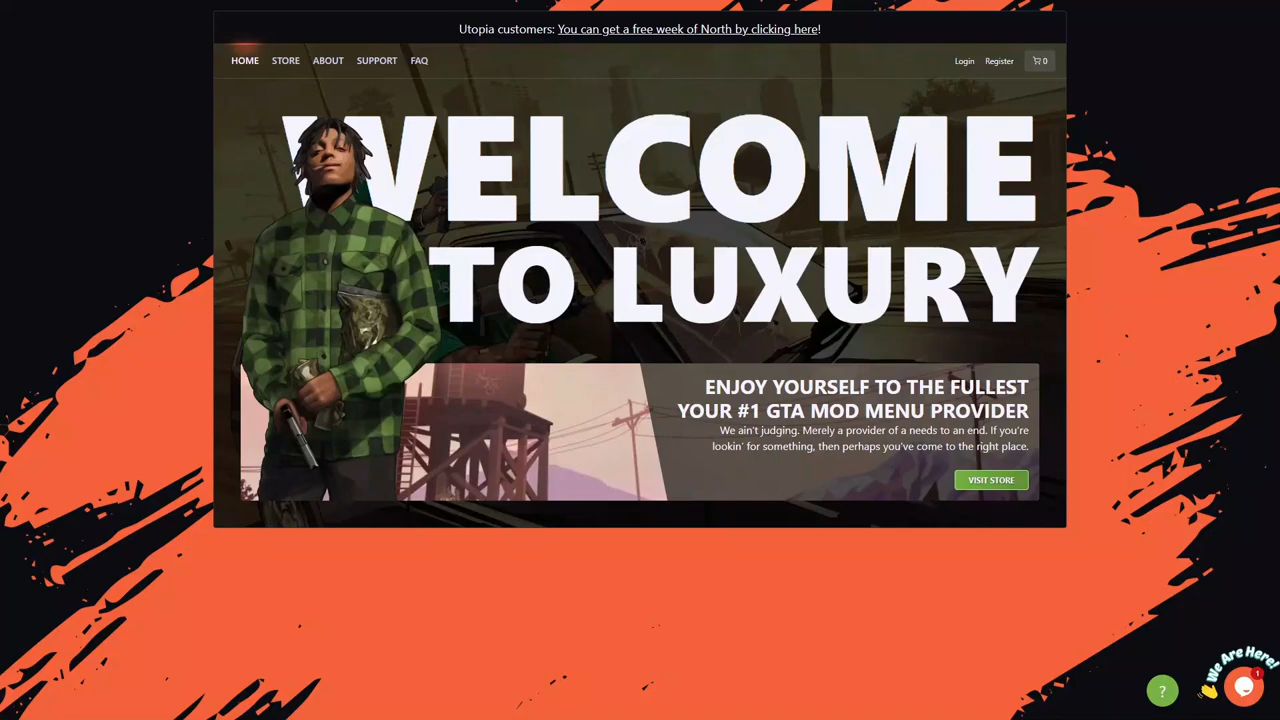 Utopia customers: You can get a free week of North by clicking here!
HOME STORE ABOUT SUPPORT FAQ
Login Register 0
WELCOME
TO LUXURY
ENJOY YOURSELF TO THE FULLEST
YOUR #1 GTA MOD MENU PROVIDER
We ain't judging. Merely a provider of a needs to an end. If you're
lookin' for something, then perhaps you've come to the right place.
VISIT STORE
We Are Here!
1
?